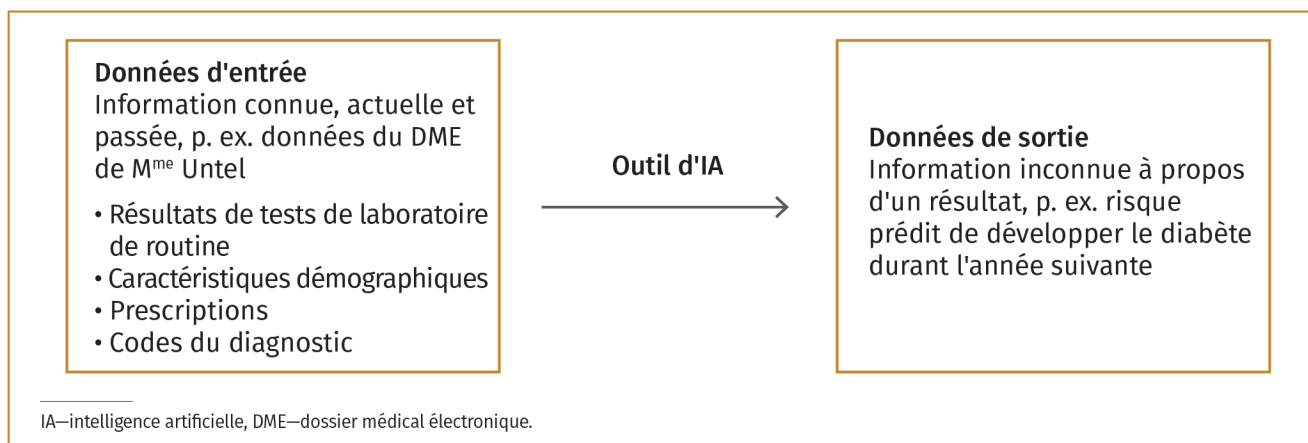 Données d'entrée
Information connue, actuelle et
passée, p. ex. données du DME
de Mme Untel
• Résultats de tests de laboratoire
de routine
• Caractéristiques démographiques
• Prescriptions
• Codes du diagnostic
Outil d'IA
Données de sortie
Information inconnue à propos
d'un résultat, p. ex. risque
prédit de développer le diabète
durant l'année suivante
IA—intelligence artificielle, DME—dossier médical électronique.